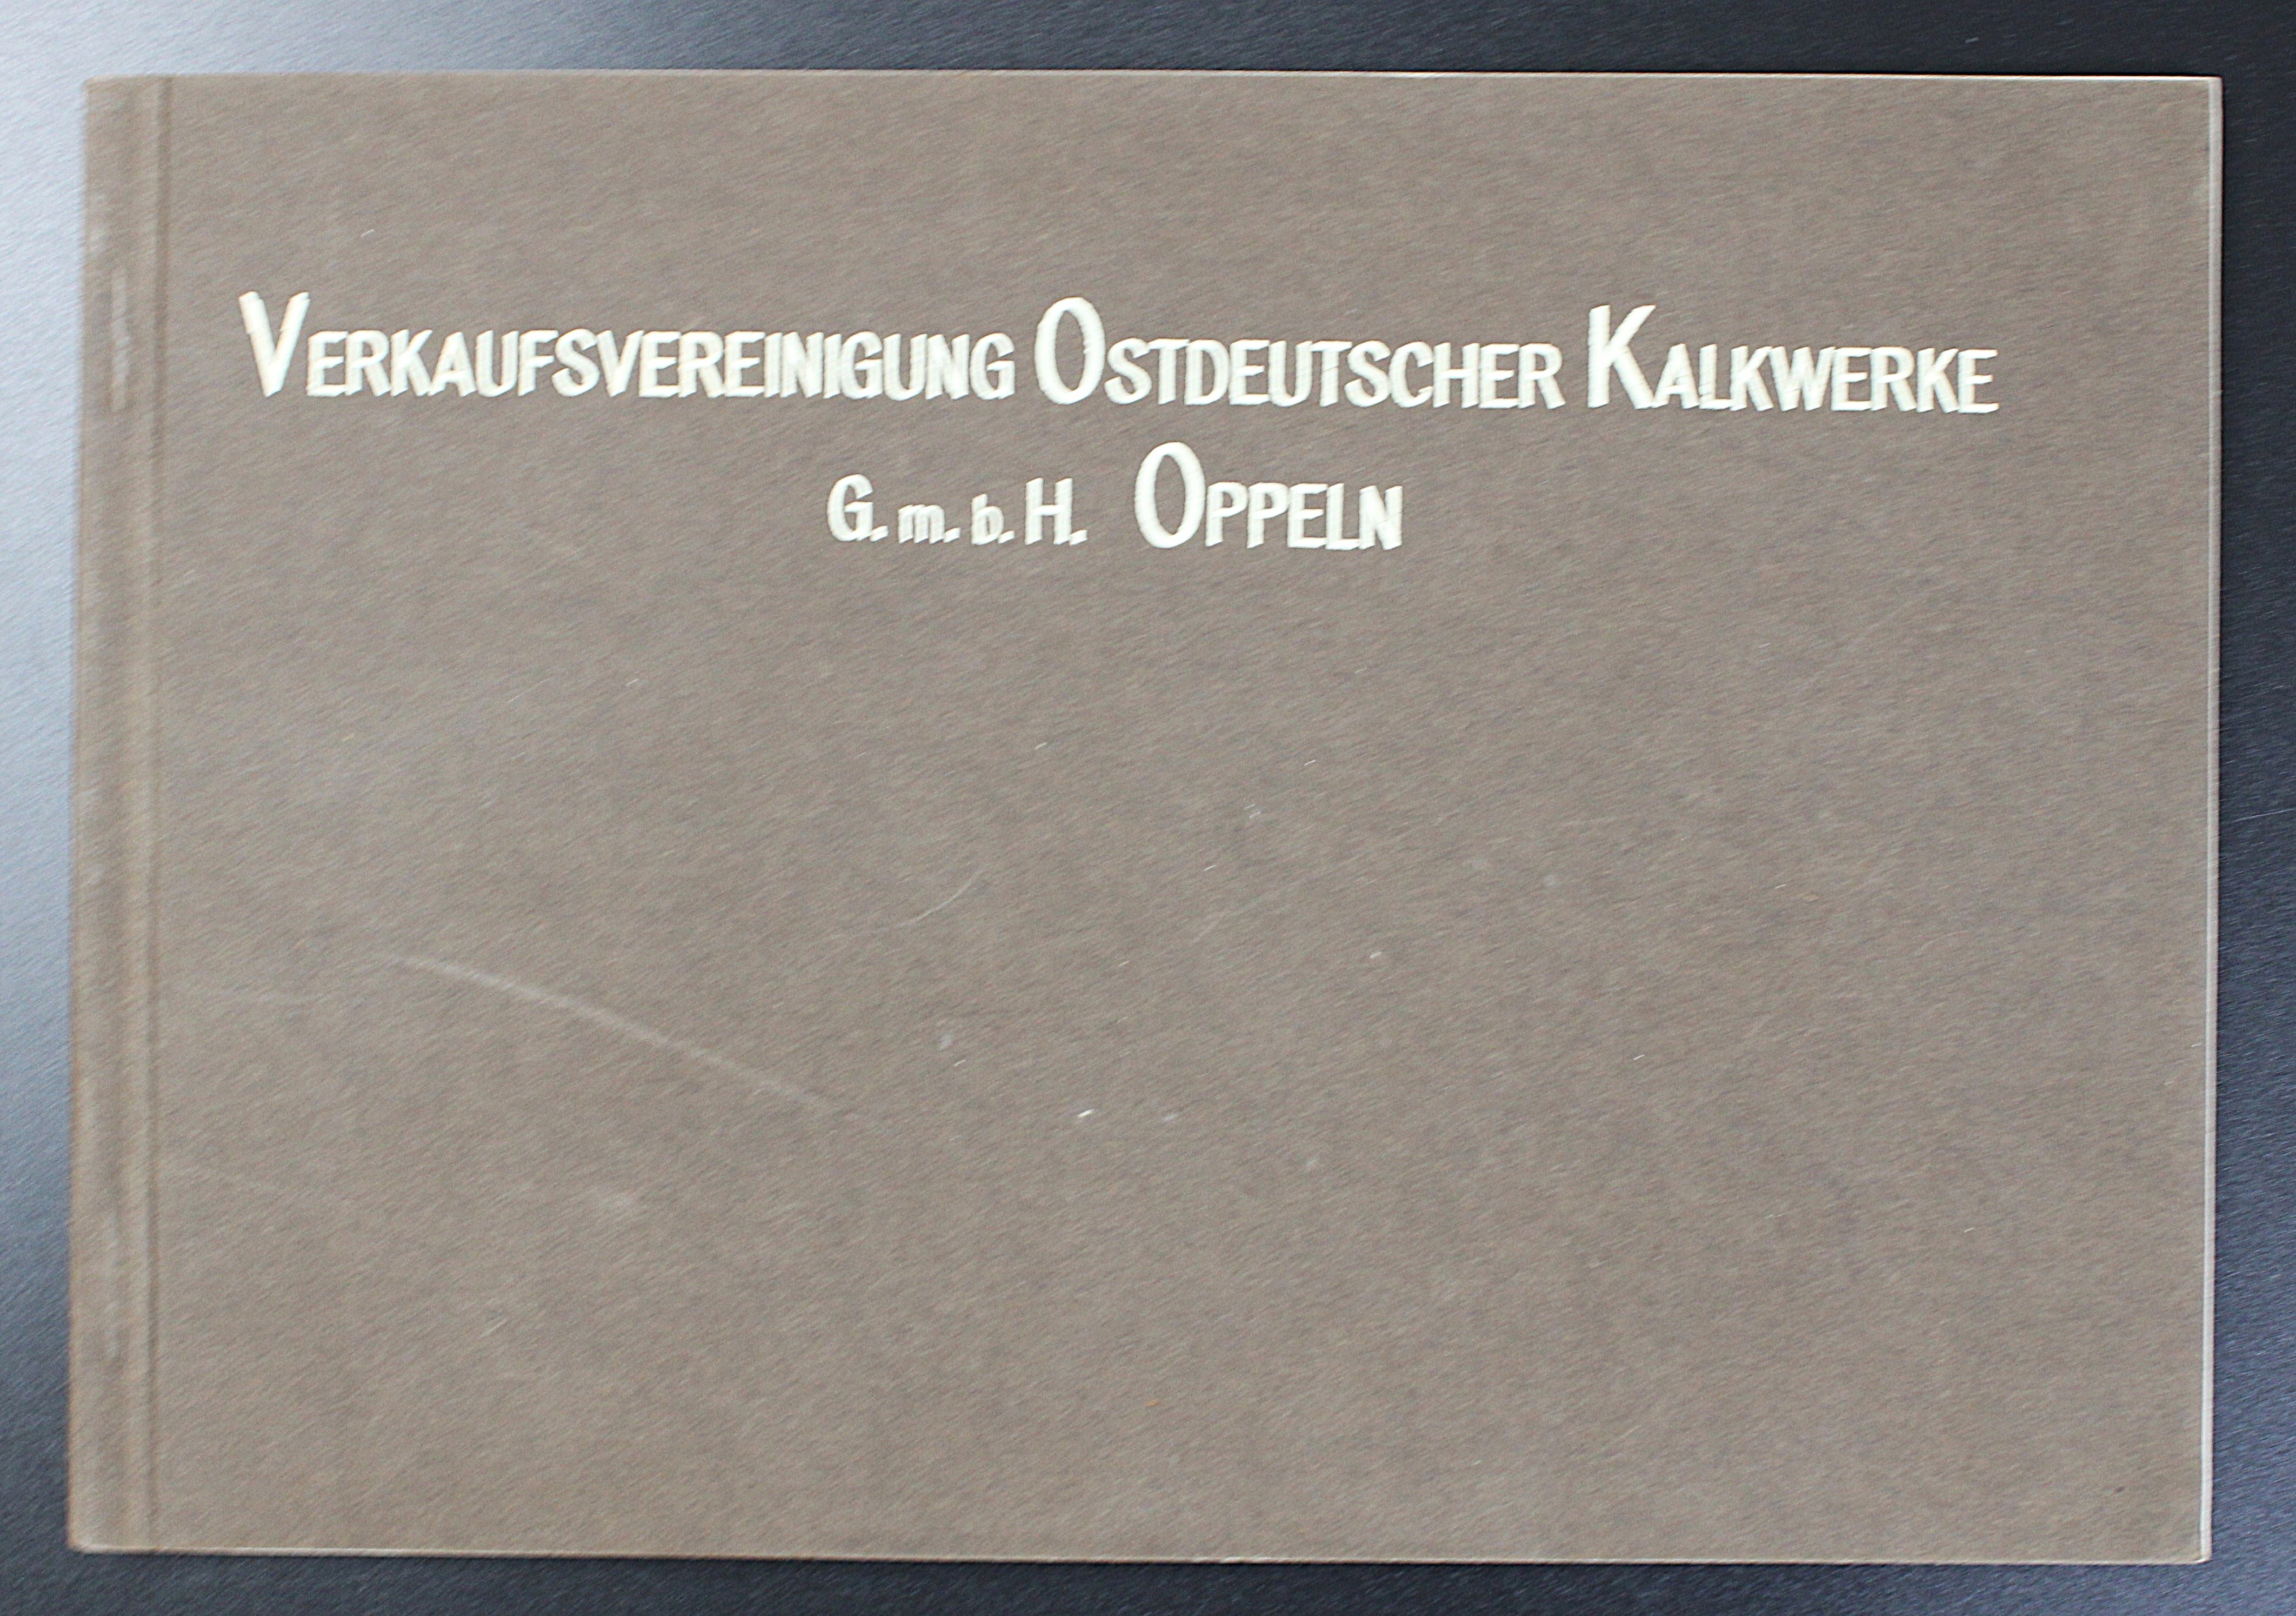 VERKAUFSVEREINIGUNG OSTDEUTSCHER KALKWERKE
G. m. b. H. OPPELN